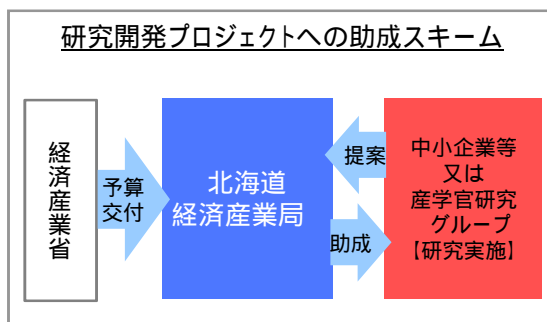 研究開発プロジェクトへの助成スキーム
経済産業省
予算
交付
北海道
経済産業局
提案
助成
中小企業等
又は
産学官研究
グループ
【研究実施】